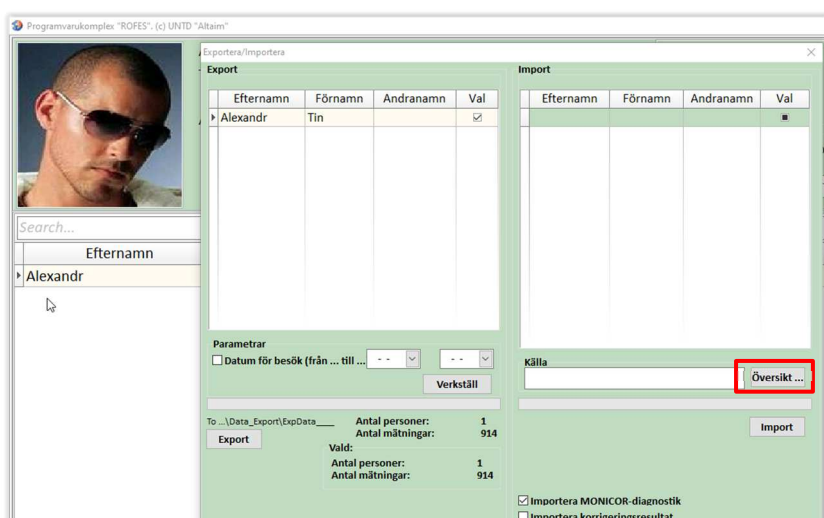 Programvarukomplex "ROFES". (c) UNTD "Altaim"
Exportera/Importera
Export
Efternamn Förnamn Andranamn Val
Alexandr Tin
Parametrar
Datum för besök (från ... till ... - - - -
Verkställ
To ...\Data_Export\ExpData____
Antal personer: 1
Antal mätningar: 914
Export
Vald:
Antal personer: 1
Antal mätningar: 914
Import
Efternamn Förnamn Andranamn Val
Källa
Översikt ...
Import
Importera MONICOR-diagnostik
Importera korrigeringsresultat
Search...
Efternamn
Alexandr